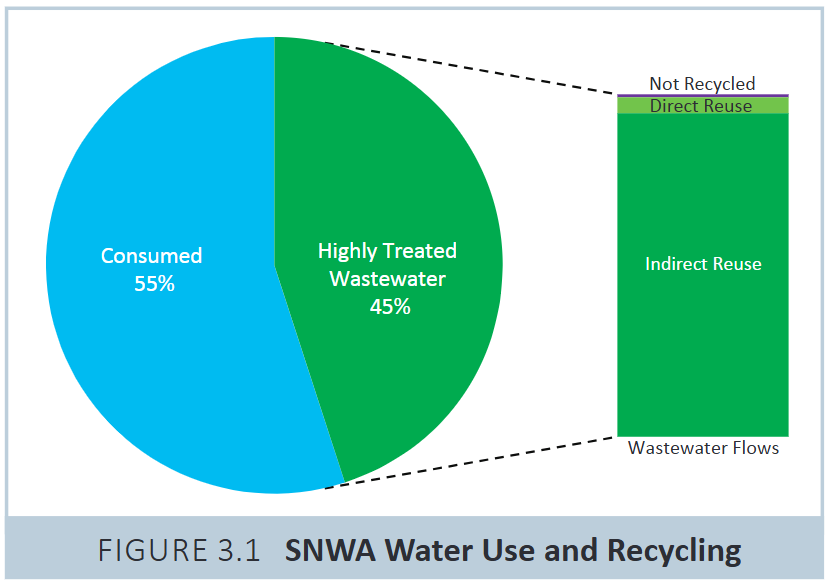 Not Recycled
Direct Reuse
Consumed
55%
Highly Treated
Wastewater
45%
Indirect Reuse
Wastewater Flows
FIGURE 3.1 SNWA Water Use and Recycling